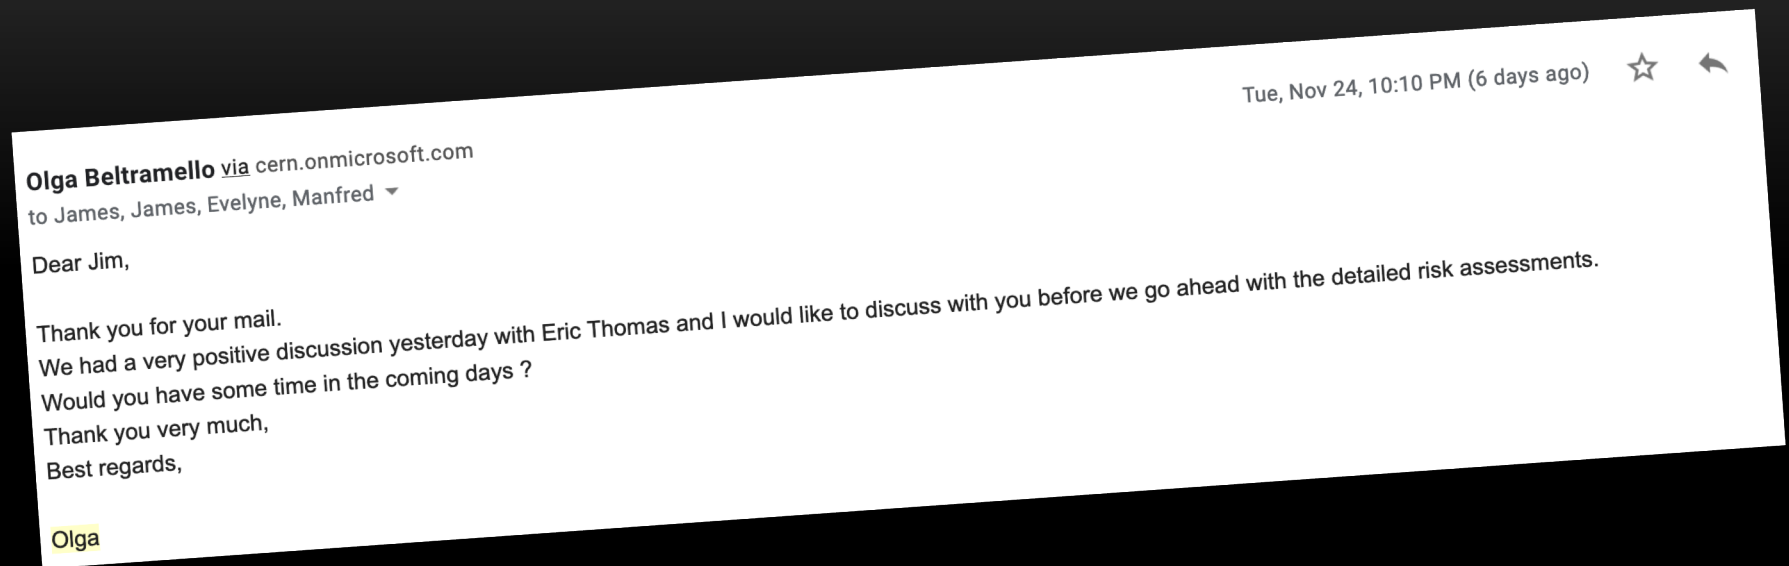 Tue, Nov 24, 10:10 PM (6 days ago)
Olga Beltramello via cern.onmicrosoft.com
to James, James, Evelyne, Manfred
Dear Jim,
Thank you for your mail.
We had a very positive discussion yesterday with Eric Thomas and I would like to discuss with you before we go ahead with the detailed risk assessments.
Would you have some time in the coming days ?
Thank you very much,
Best regards,
Olga